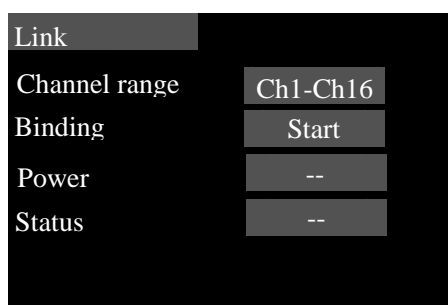 Link
Channel range Ch1-Ch16
Binding Start
Power --
Status --